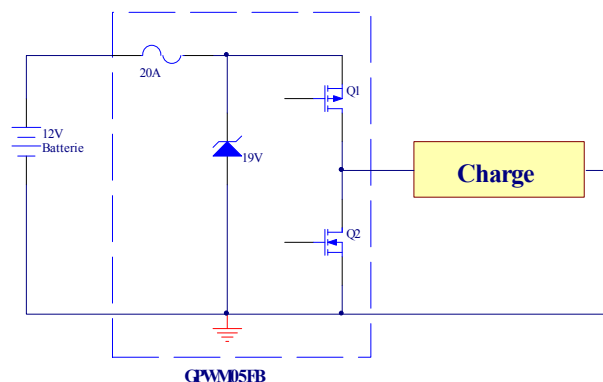 20A
Q1
12V
Batterie
19V
Charge
Q2
GPWM05FB